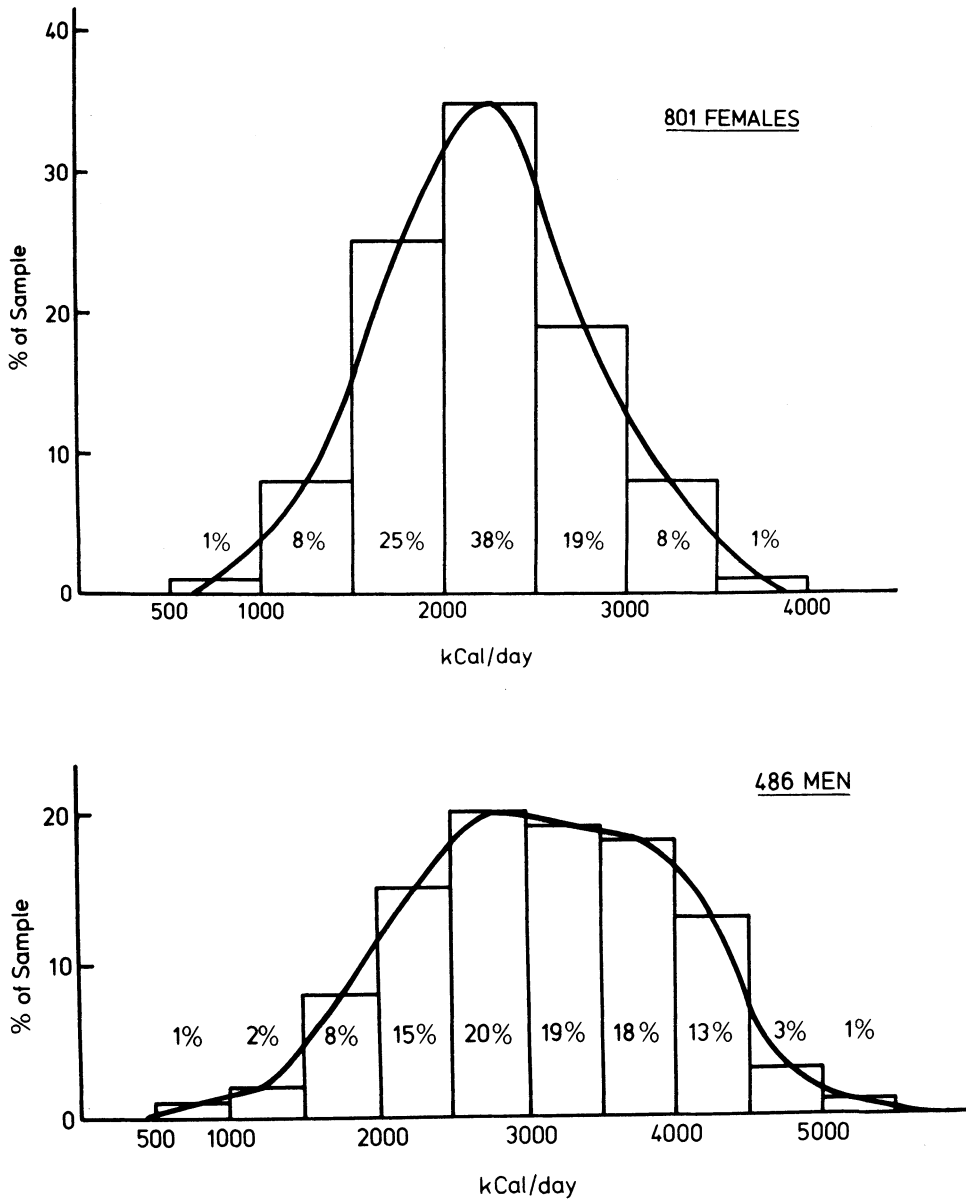 40
801 FEMALES
30
% of Sample
20
10
1% 8% 25% 38% 19% 8% 1%
0
500 1000 2000 3000 4000
kCal/day
486 MEN
20
% of Sample
10
1% 2% 8% 15% 20% 19% 18% 13% 3% 1%
0
500 1000 2000 3000 4000 5000
kCal/day